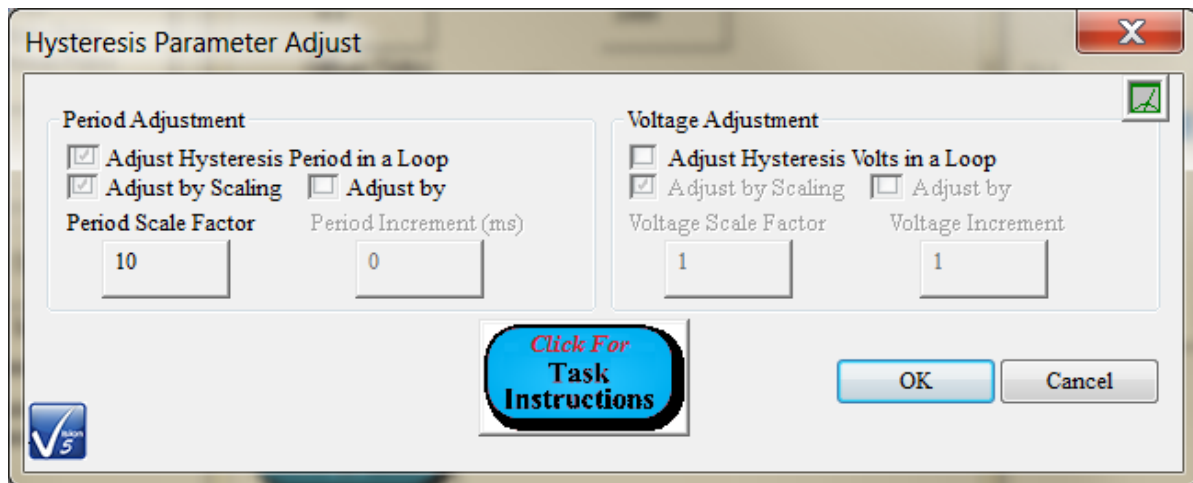 Hysteresis Parameter Adjust
X
Period Adjustment
Adjust Hysteresis Period in a Loop
Adjust by Scaling
Adjust by
Period Scale Factor
Period Increment (ms)
10
0
Voltage Adjustment
Adjust Hysteresis Volts in a Loop
Adjust by Scaling
Adjust by
Voltage Scale Factor
Voltage Increment
1
1
Click For
Task
Instructions
OK
Cancel
Vision
5